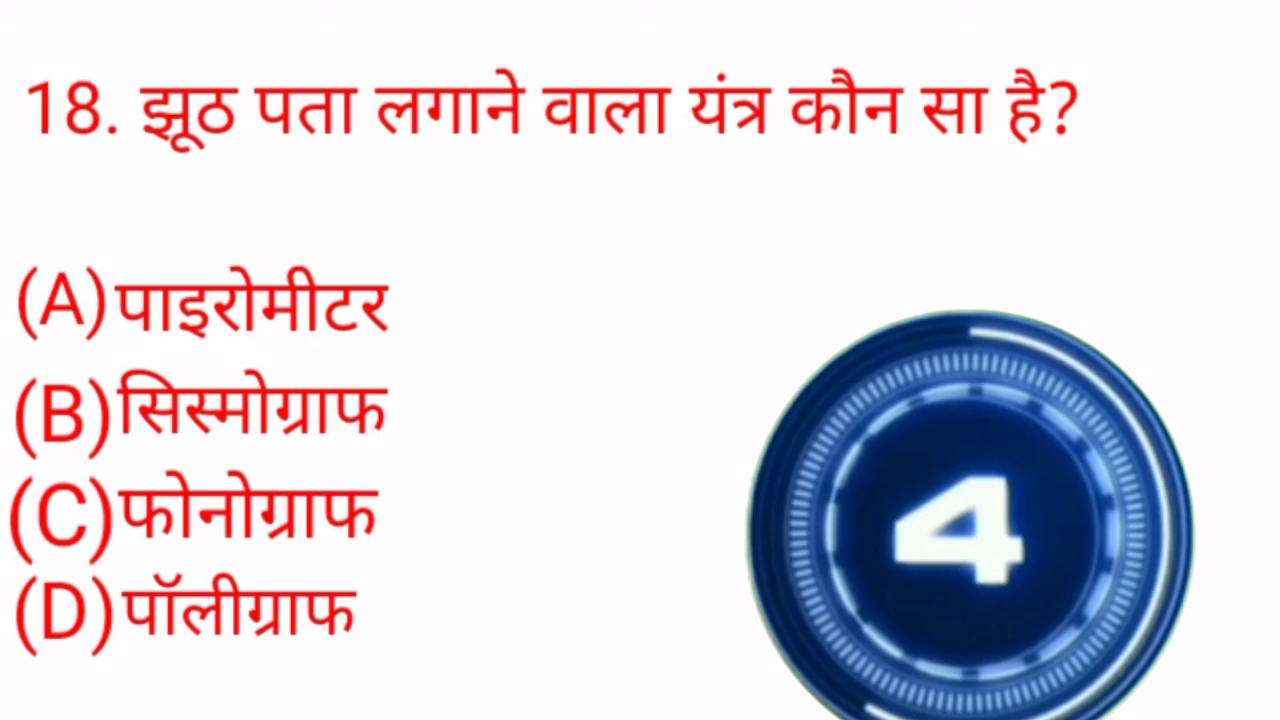 18. झूठ पता लगाने वाला यंत्र कौन सा है?
(A)पाइरोमीटर
(B)सिस्मोग्राफ
(C)फोनोग्राफ
(D)पॉलीग्राफ
4